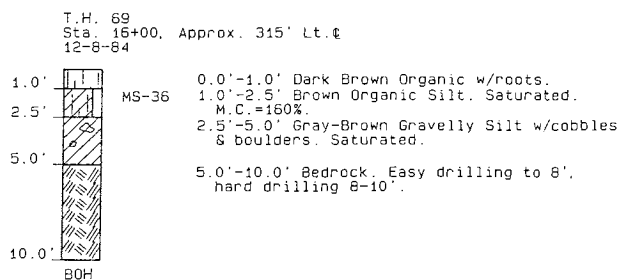 T.H. 69
Sta. 16+00, Approx. 315' Lt.℄
12-8-84
1.0'
MS-36
0.0'-1.0' Dark Brown Organic w/roots.
1.0'-2.5' Brown Organic Silt. Saturated.
M.C.=160%.
2.5'
2.5'-5.0' Gray-Brown Gravelly Silt w/cobbles
& boulders. Saturated.
5.0'
5.0'-10.0' Bedrock. Easy drilling to 8',
hard drilling 8-10'.
10.0'
BOH